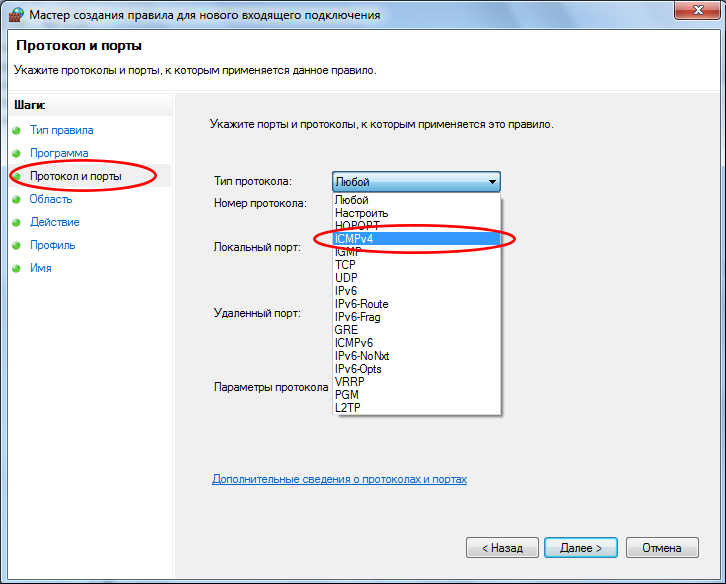 Мастер создания правила для нового входящего подключения
Протокол и порты
Укажите протоколы и порты, к которым применяется данное правило.
Шаги:
Тип правила
Программа
Протокол и порты
Область
Действие
Профиль
Имя
Укажите порты и протоколы, к которым применяется это правило.
Тип протокола:
Любой
Номер протокола:
Локальный порт:
Удаленный порт:
Параметры протокола
Любой
Настроить
HOPOPT
ICMPv4
IGMP
TCP
UDP
IPv6
IPv6-Route
IPv6-Frag
GRE
ICMPv6
IPv6-NoNxt
IPv6-Opts
VRRP
PGM
L2TP
Дополнительные сведения о протоколах и портах
< Назад
Далее >
Отмена